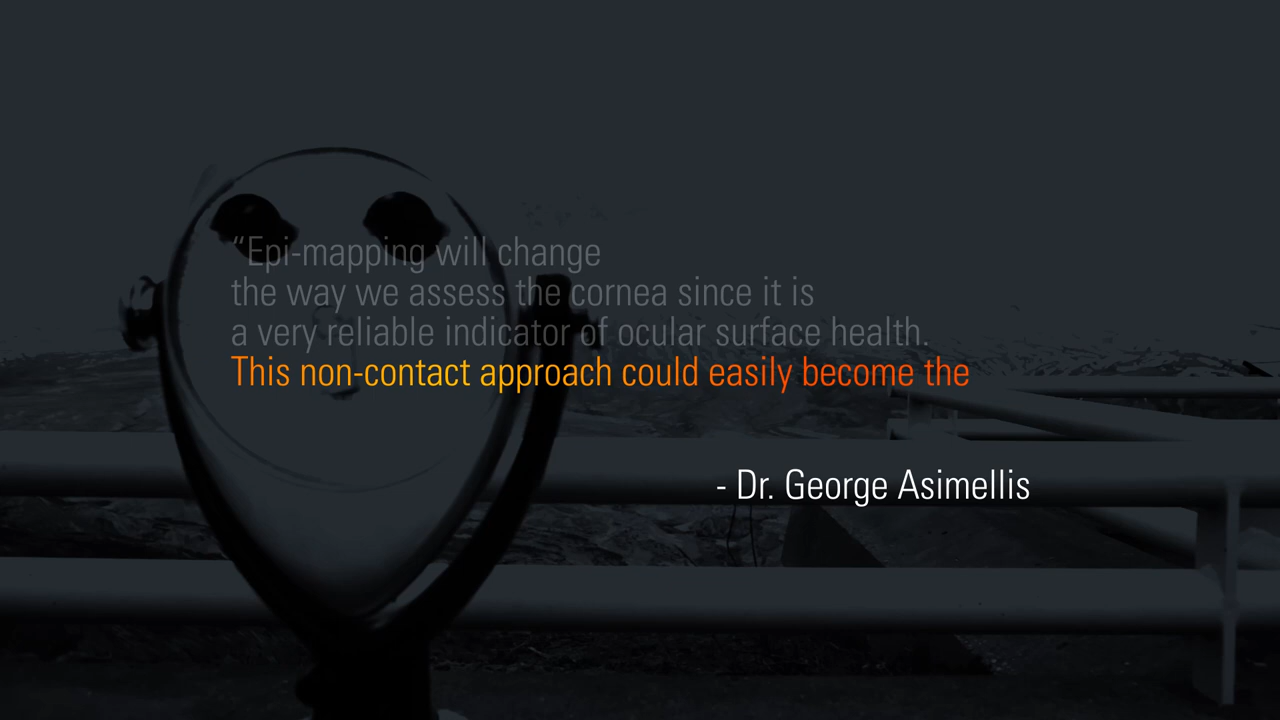 “Epi-mapping will change
the way we assess the cornea since it is
a very reliable indicator of ocular surface health.
This non-contact approach could easily become the
- Dr. George Asimellis